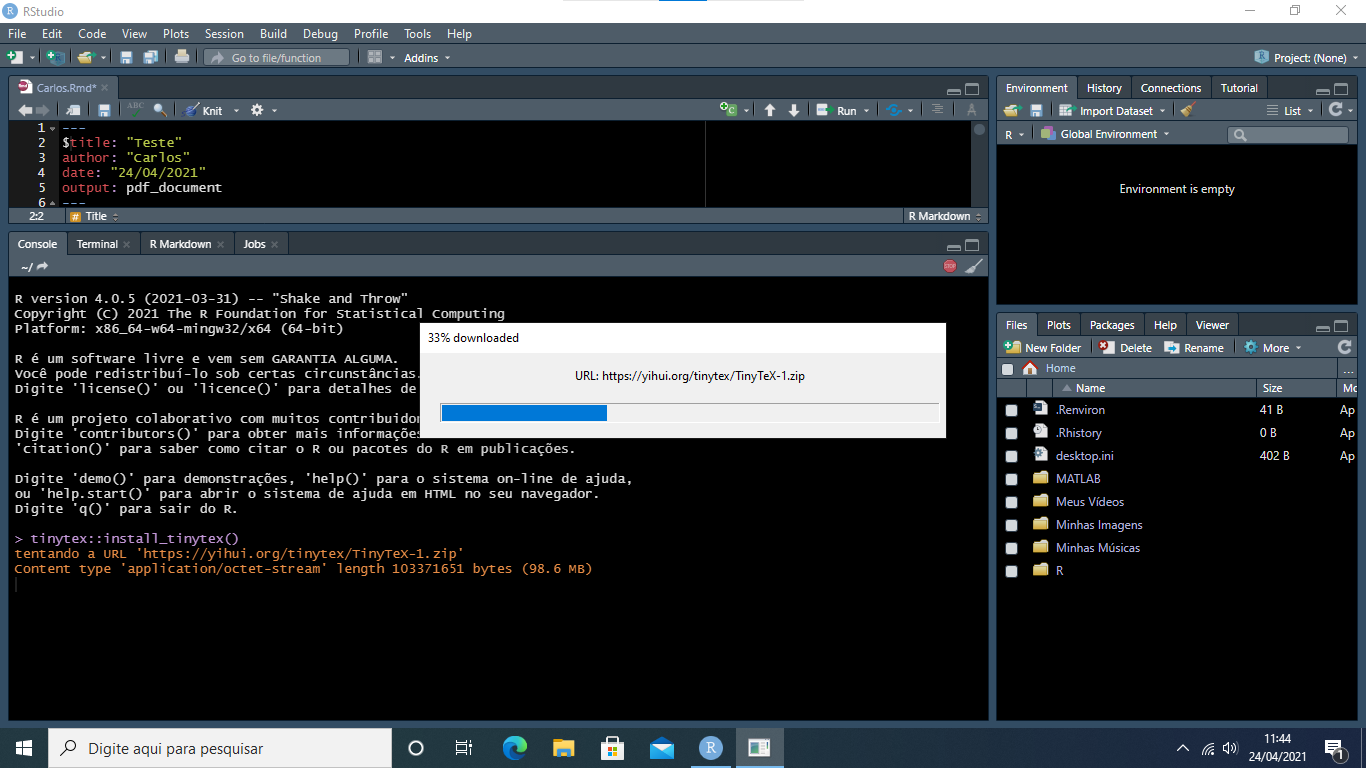 RStudio
File Edit Code View Plots Session Build Debug Profile Tools Help
Go to file/function Addins Project: (None)
Carlos.Rmd*
ABC Knit Run
1 ---
2 $title: "Teste"
3 author: "Carlos"
4 date: "24/04/2021"
5 output: pdf_document
6 ---
2:2 # Title R Markdown
Console Terminal R Markdown Jobs
~/
STOP
R version 4.0.5 (2021-03-31) -- "Shake and Throw"
Copyright (C) 2021 The R Foundation for Statistical Computing
Platform: x86_64-w64-mingw32/x64 (64-bit)
R é um software livre e vem sem GARANTIA ALGUMA.
Você pode redistribuí-lo sob certas circunstâncias.
Digite 'license()' ou 'licence()' para detalhes de
R é um projeto colaborativo com muitos contribuidor
Digite 'contributors()' para obter mais informações
'citation()' para saber como citar o R ou pacotes do R em publicações.
Digite 'demo()' para demonstrações, 'help()' para o sistema on-line de ajuda,
ou 'help.start()' para abrir o sistema de ajuda em HTML no seu navegador.
Digite 'q()' para sair do R.
> tinytex::install_tinytex()
tentando a URL 'https://yihui.org/tinytex/TinyTeX-1.zip'
Content type 'application/octet-stream' length 103371651 bytes (98.6 MB)
33% downloaded
URL: https://yihui.org/tinytex/TinyTeX-1.zip
Environment History Connections Tutorial
Import Dataset List
R Global Environment
Environment is empty
Files Plots Packages Help Viewer
New Folder Delete Rename More
Home ...
Name Size Mo
.Renviron 41 B Ap
.Rhistory 0 B Ap
desktop.ini 402 B Ap
MATLAB
Meus Vídeos
Minhas Imagens
Minhas Músicas
R
Digite aqui para pesquisar
11:44
24/04/2021
1